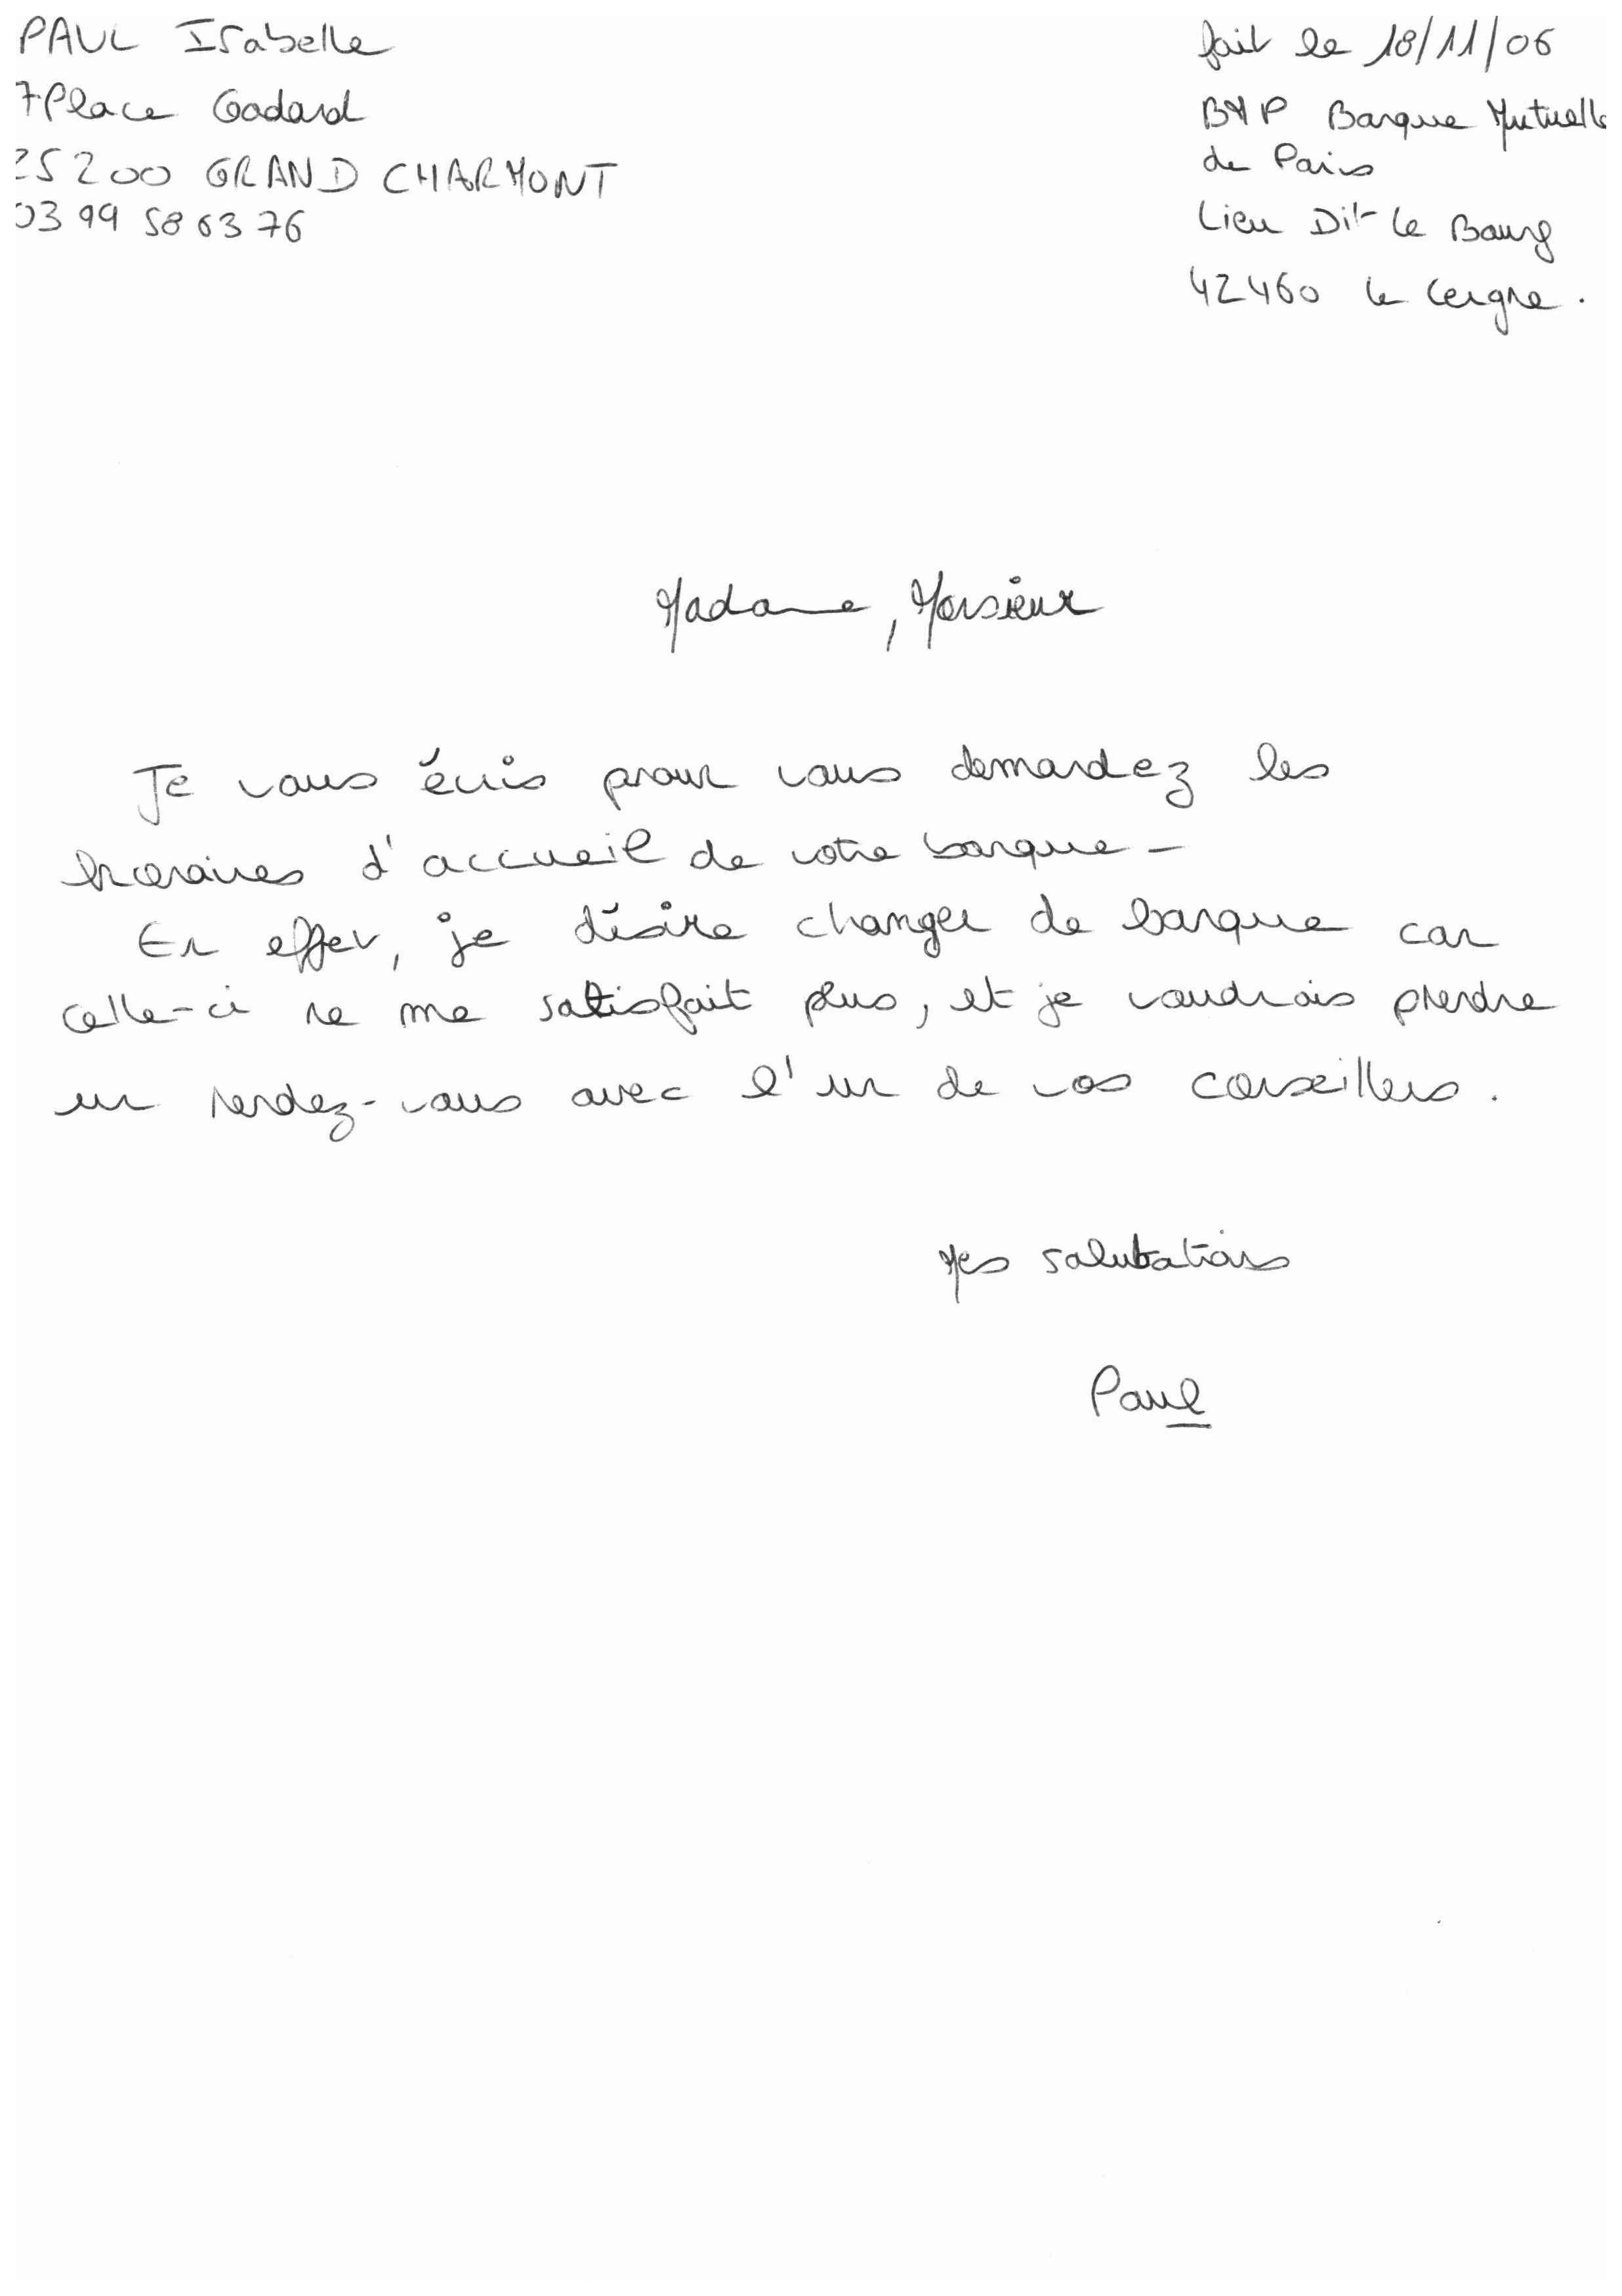 PAUL Isabelle
7 Place Godard
25200 GRAND CHARMONT
03 99 58 63 76
fait le 18/11/06
BMP Banque Mutuelle
de Paris
Lieu Dit le Bourg
42460 le Cergne.
Madame, Monsieur
Je vous écris pour vous demandez les
horaires d'accueil de votre banque -
En effet, je désire changer de banque car
celle-ci ne me satisfait plus, et je voudrais prendre
un rendez-vous avec l'un de vos conseillers.
Mes salutations
Paul